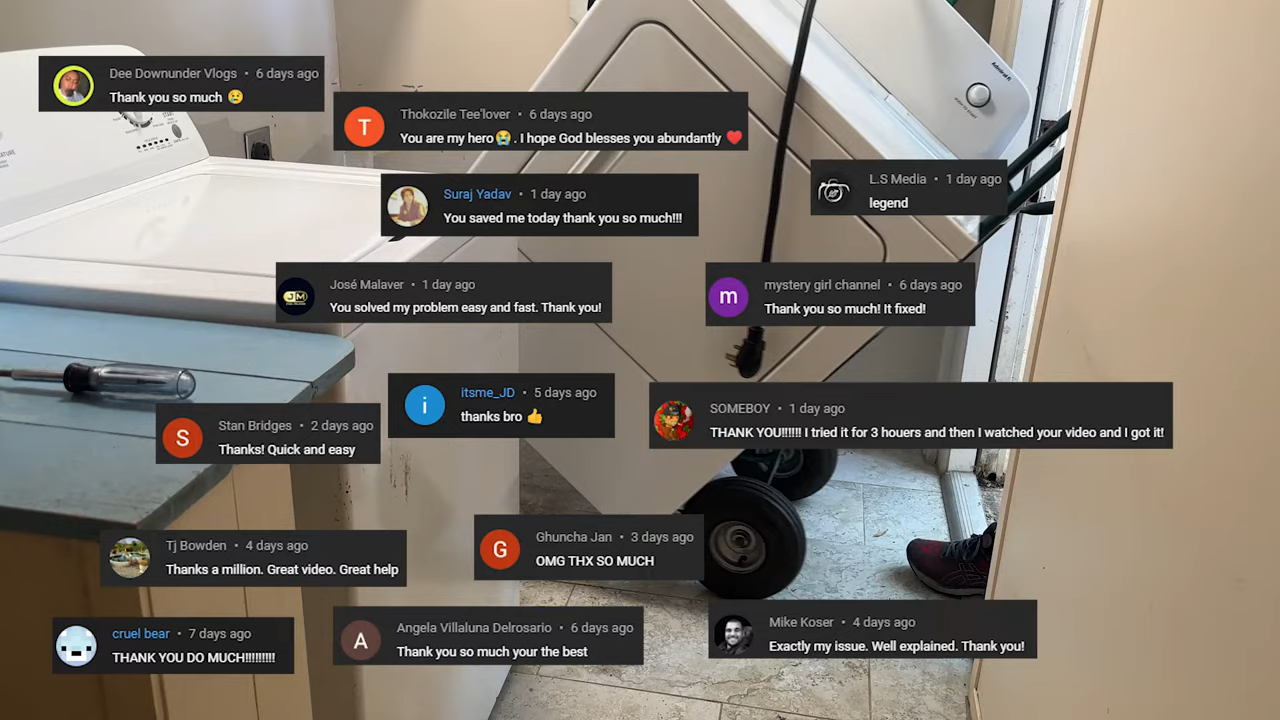 Dee Downunder Vlogs • 6 days ago
Thank you so much 😢
Thokozile Tee'lover • 6 days ago
You are my hero😭. I hope God blesses you abundantly ❤️
L.S Media • 1 day ago
legend
Suraj Yadav • 1 day ago
You saved me today thank you so much!!!
José Malaver • 1 day ago
You solved my problem easy and fast. Thank you!
mystery girl channel • 6 days ago
Thank you so much! It fixed!
itsme_JD • 5 days ago
thanks bro 👍
SOMEBOY • 1 day ago
THANK YOU!!!!!! I tried it for 3 houers and then I watched your video and I got it!
Stan Bridges • 2 days ago
Thanks! Quick and easy
Tj Bowden • 4 days ago
Thanks a million. Great video. Great help
Ghuncha Jan • 3 days ago
OMG THX SO MUCH
cruel bear • 7 days ago
THANK YOU DO MUCH!!!!!!!!!
Angela Villaluna Delrosario • 6 days ago
Thank you so much your the best
Mike Koser • 4 days ago
Exactly my issue. Well explained. Thank you!